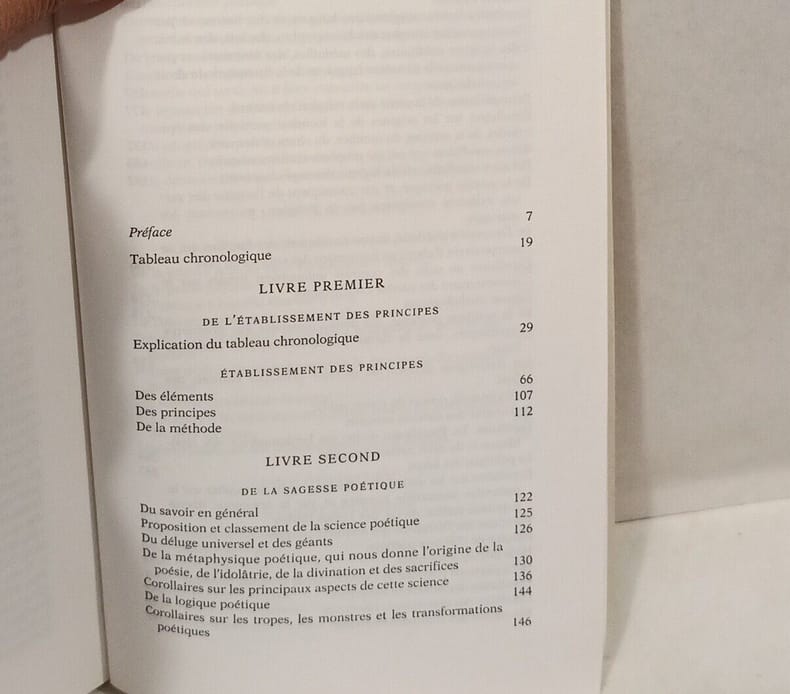 Préface 7
Tableau chronologique 19
LIVRE PREMIER
DE L'ÉTABLISSEMENT DES PRINCIPES
Explication du tableau chronologique 29
ÉTABLISSEMENT DES PRINCIPES
Des éléments 66
Des principes 107
De la méthode 112
LIVRE SECOND
DE LA SAGESSE POÉTIQUE
Du savoir en général 122
Proposition et classement de la science poétique 125
Du déluge universel et des géants 126
De la métaphysique poétique, qui nous donne l'origine de la
poésie, de l'idolâtrie, de la divination et des sacrifices 130
Corollaires sur les principaux aspects de cette science 136
De la logique poétique 144
Corollaires sur les tropes, les monstres et les transformations
poétiques 146